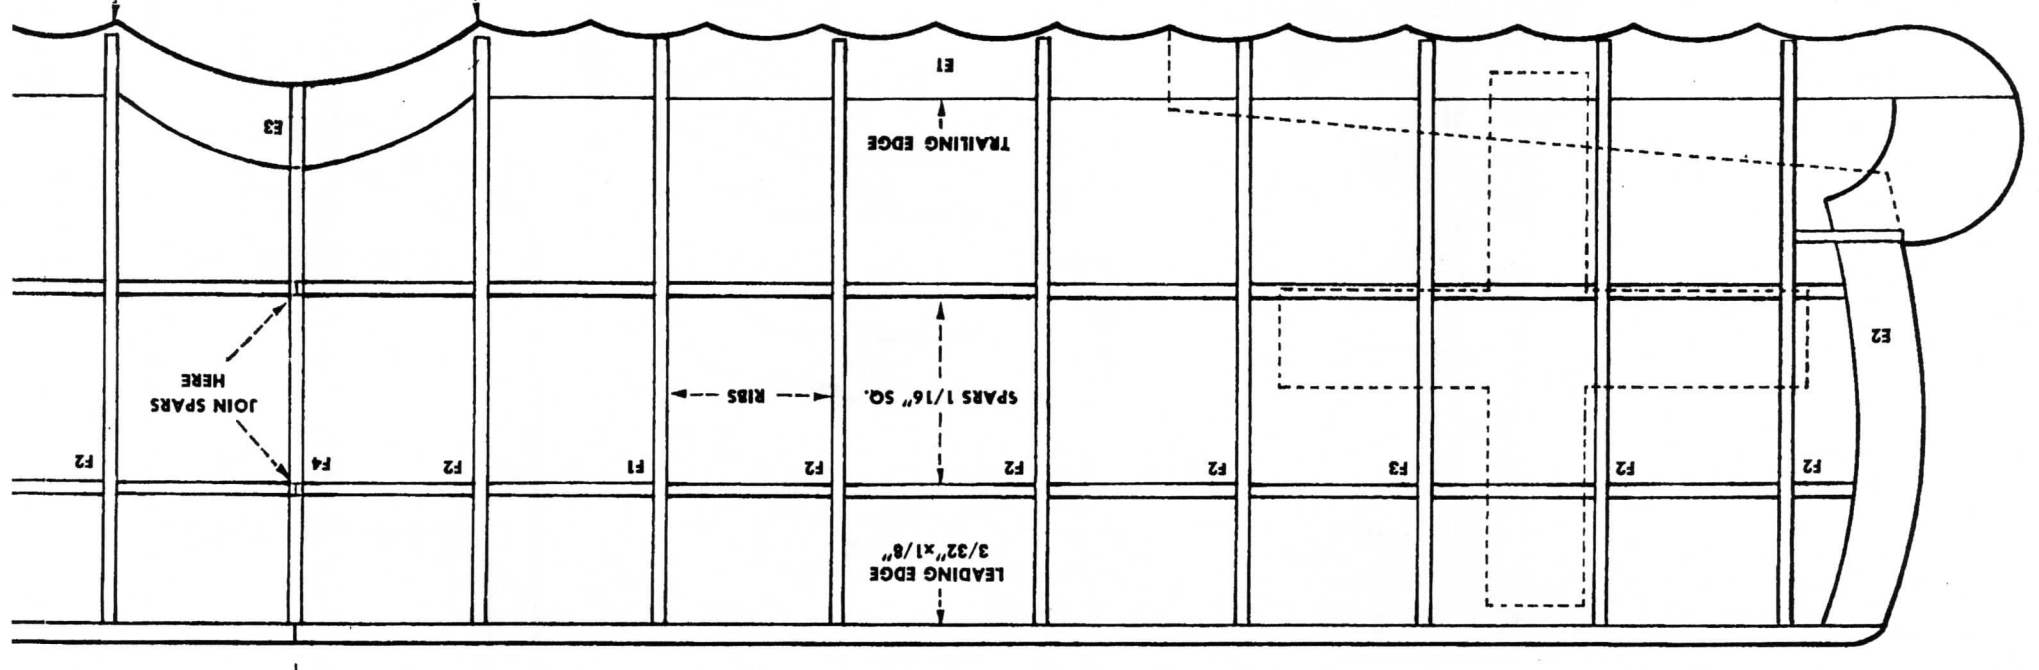 LEADING EDGE
3/32"x1/8"
F2
F2
F3
F2
F2
F2
F1
F2
F4
F2
SPARS 1/16" SQ.
RIBS
JOIN SPARS
HERE
E2
TRAILING EDGE
E3
E1